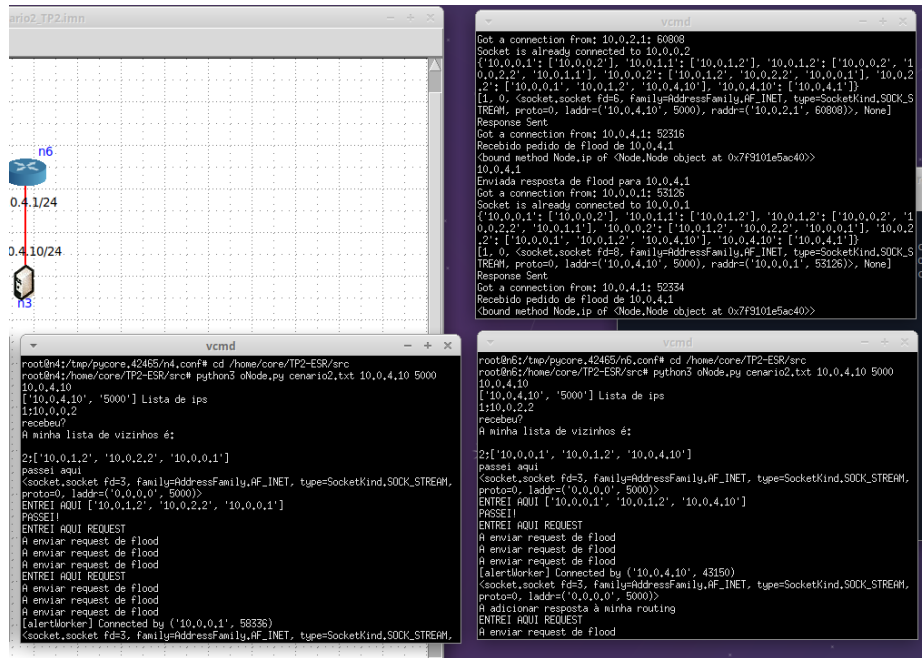 ario2_TP2.imn
n6
0.4.1/24
0.4.10/24
n3
vcmd
Got a connection from: 10.0.2.1: 60808
Socket is already connected to 10.0.0.2
{'10.0.0.1': ['10.0.0.2'], '10.0.1.1': ['10.0.1.2'], '10.0.1.2': ['10.0.0.2', '1
0.0.2.2', '10.0.1.1'], '10.0.0.2': ['10.0.1.2', '10.0.2.2', '10.0.0.1'], '10.0.2
.2': ['10.0.0.1', '10.0.1.2', '10.0.4.10'], '10.0.4.10': ['10.0.4.1']}
[1, 0, <socket.socket fd=6, family=AddressFamily.AF_INET, type=SocketKind.SOCK_S
TREAM, proto=0, laddr=('10.0.4.10', 5000), raddr=('10.0.2.1', 60808)>, None]
Response Sent
Got a connection from: 10.0.4.1: 52316
Recebido pedido de flood de 10.0.4.1
<bound method Node.ip of <Node.Node object at 0x7f9101e5ac40>>
10.0.4.1
Enviada resposta de flood para 10.0.4.1
Got a connection from: 10.0.0.1: 53126
Socket is already connected to 10.0.0.1
{'10.0.0.1': ['10.0.0.2'], '10.0.1.1': ['10.0.1.2'], '10.0.1.2': ['10.0.0.2', '1
0.0.2.2', '10.0.1.1'], '10.0.0.2': ['10.0.1.2', '10.0.2.2', '10.0.0.1'], '10.0.2
.2': ['10.0.0.1', '10.0.1.2', '10.0.4.10'], '10.0.4.10': ['10.0.4.1']}
[1, 0, <socket.socket fd=8, family=AddressFamily.AF_INET, type=SocketKind.SOCK_S
TREAM, proto=0, laddr=('10.0.4.10', 5000), raddr=('10.0.0.1', 53126)>, None]
Response Sent
Got a connection from: 10.0.4.1: 52334
Recebido pedido de flood de 10.0.4.1
<bound method Node.ip of <Node.Node object at 0x7f9101e5ac40>>
vcmd
root@n4:/tmp/pycore.42465/n4.conf# cd /home/core/TP2-ESR/src
root@n4:/home/core/TP2-ESR/src# python3 oNode.py cenario2.txt 10.0.4.10 5000
10.0.4.10
['10.0.4.10', '5000'] Lista de ips
1;10.0.0.2
recebeu?
A minha lista de vizinhos é:
2;['10.0.1.2', '10.0.2.2', '10.0.0.1']
passei aqui
<socket.socket fd=3, family=AddressFamily.AF_INET, type=SocketKind.SOCK_STREAM,
proto=0, laddr=('0.0.0.0', 5000)>
ENTREI AQUI ['10.0.1.2', '10.0.2.2', '10.0.0.1']
PASSEI!
ENTREI AQUI REQUEST
A enviar request de flood
A enviar request de flood
A enviar request de flood
ENTREI AQUI REQUEST
A enviar request de flood
A enviar request de flood
A enviar request de flood
[alertWorker] Connected by ('10.0.0.1', 58336)
<socket.socket fd=3, family=AddressFamily.AF_INET, type=SocketKind.SOCK_STREAM,
vcmd
root@n6:/tmp/pycore.42465/n6.conf# cd /home/core/TP2-ESR/src
root@n6:/home/core/TP2-ESR/src# python3 oNode.py cenario2.txt 10.0.4.10 5000
10.0.4.10
['10.0.4.10', '5000'] Lista de ips
1;10.0.2.2
recebeu?
A minha lista de vizinhos é:
2;['10.0.0.1', '10.0.1.2', '10.0.4.10']
passei aqui
<socket.socket fd=3, family=AddressFamily.AF_INET, type=SocketKind.SOCK_STREAM,
proto=0, laddr=('0.0.0.0', 5000)>
ENTREI AQUI ['10.0.0.1', '10.0.1.2', '10.0.4.10']
PASSEI!
ENTREI AQUI REQUEST
A enviar request de flood
A enviar request de flood
A enviar request de flood
[alertWorker] Connected by ('10.0.4.10', 43150)
<socket.socket fd=3, family=AddressFamily.AF_INET, type=SocketKind.SOCK_STREAM,
proto=0, laddr=('0.0.0.0', 5000)>
A adicionar resposta à minha routing
ENTREI AQUI REQUEST
A enviar request de flood